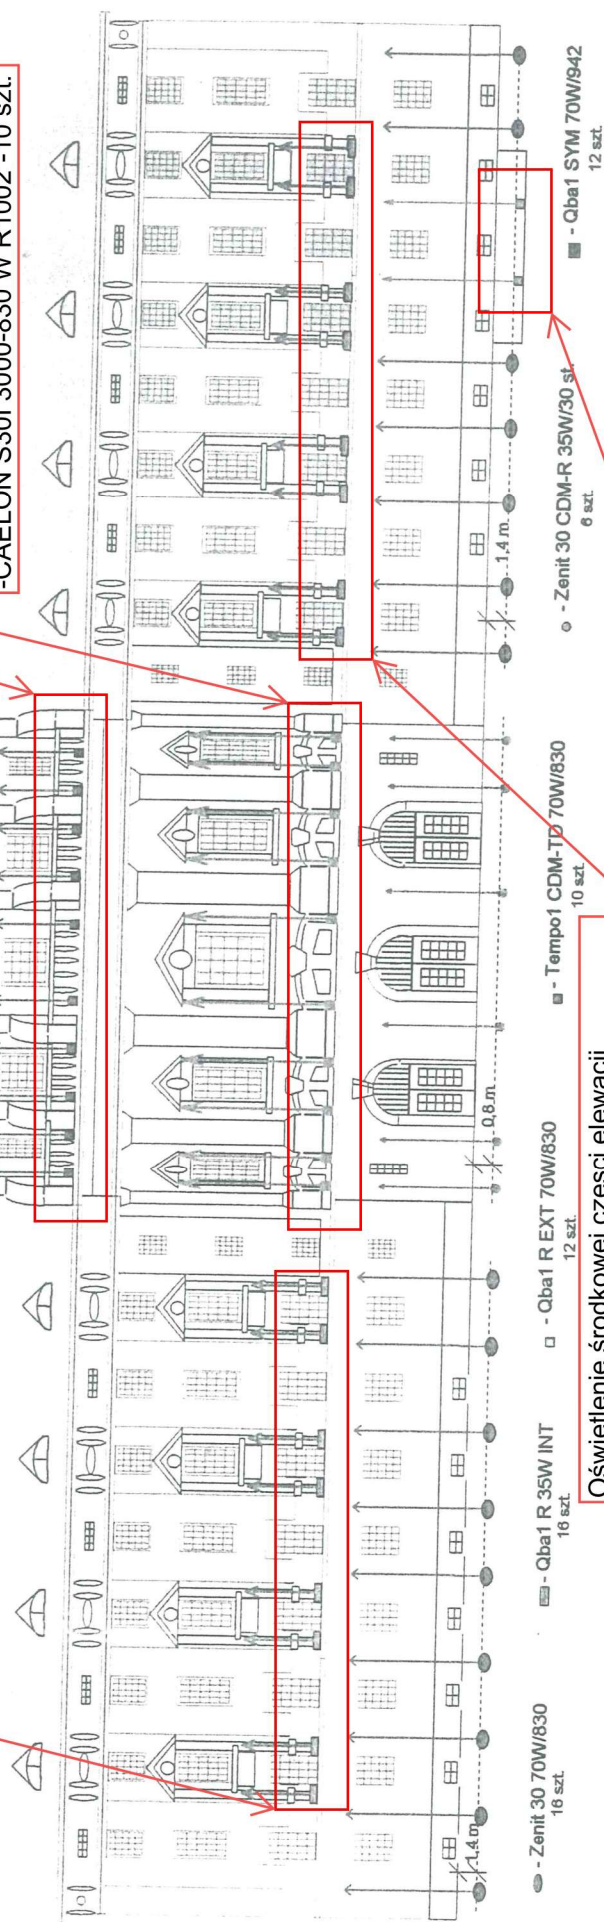 -CAELON S30I 3000-830 W R1002 -10 szt.
1,4 m
0,8 m
1,4 m
- Zenit 30 70W/830
16 szt.
- Qba1 R 35W INT
16 szt.
- Qba1 R EXT 70W/830
12 szt.
- Tempo1 CDM-TD 70W/830
10 szt.
- Zenit 30 CDM-R 35W/30 st.
6 szt.
- Qba1 SYM 70W/942
12 szt.
Oświetlenie środkowej części elewacji